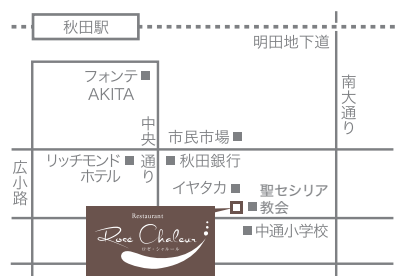 秋田駅
明田地下道
フォンテ
AKITA
南大通り
中央通り
市民市場
広小路
リッチモンド
ホテル
秋田銀行
イヤタカ
聖セシリア
教会
中通小学校
Restaurant
Rose Chaleur
ロゼ・シャルール